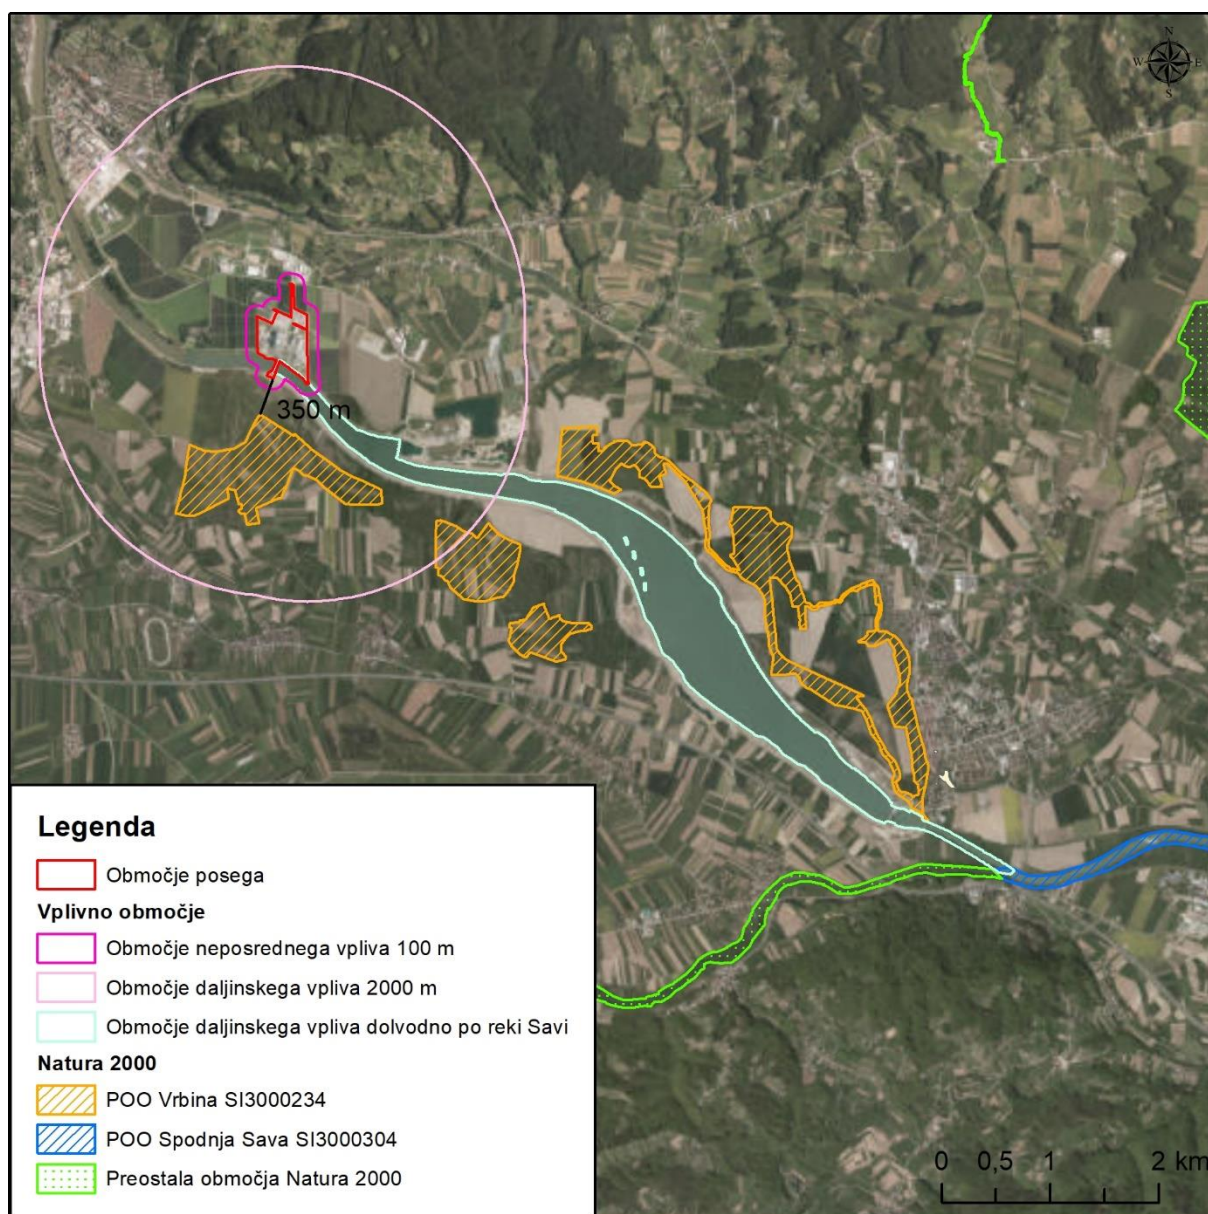 N
W E
S
350 m
Legenda
Območje posega
Vplivno območje
Območje neposrednega vpliva 100 m
Območje daljinskega vpliva 2000 m
Območje daljinskega vpliva dolvodno po reki Savi
Natura 2000
POO Vrbina SI3000234
POO Spodnja Sava SI3000304
Preostala območja Natura 2000
0 0,5 1 2 km